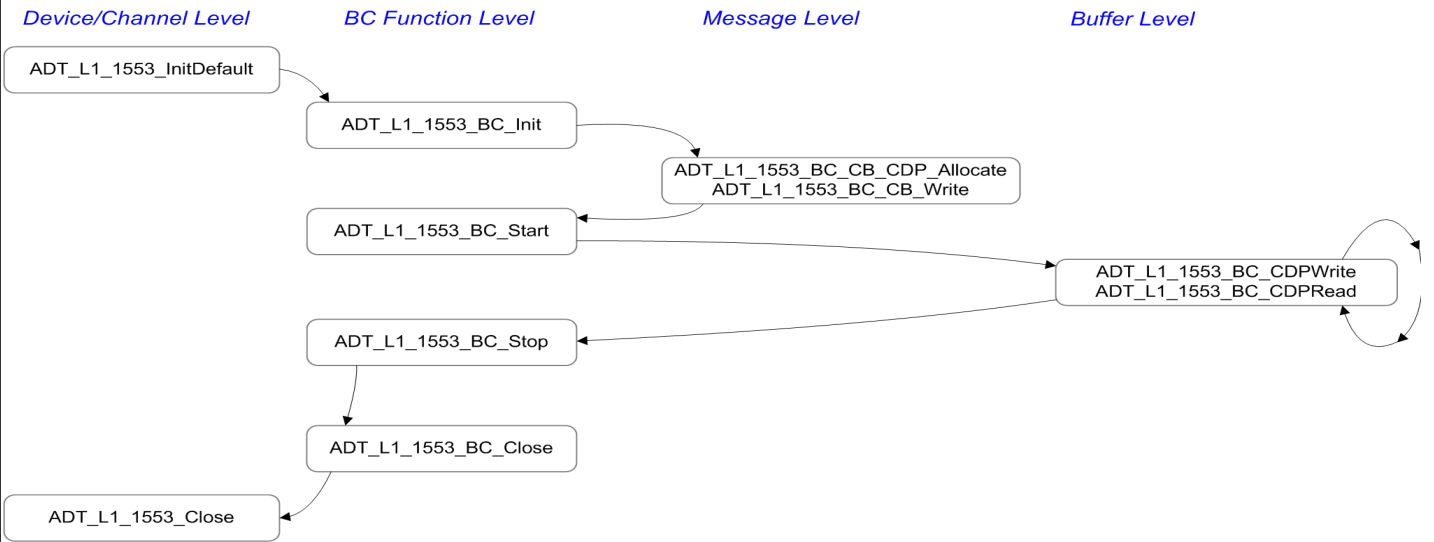 Device/Channel Level
BC Function Level
Message Level
Buffer Level
ADT_L1_1553_InitDefault
ADT_L1_1553_BC_Init
ADT_L1_1553_BC_CB_CDP_Allocate
ADT_L1_1553_BC_CB_Write
ADT_L1_1553_BC_Start
ADT_L1_1553_BC_CDPWrite
ADT_L1_1553_BC_CDPRead
ADT_L1_1553_BC_Stop
ADT_L1_1553_BC_Close
ADT_L1_1553_Close